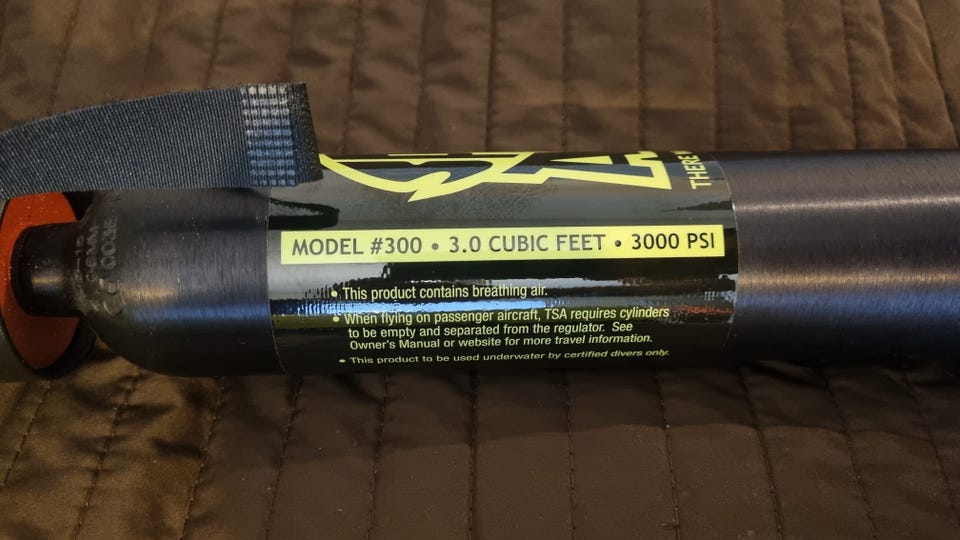 THERE
MODEL #300 • 3.0 CUBIC FEET • 3000 PSI
• This product contains breathing air.
• When flying on passenger aircraft, TSA requires cylinders
to be empty and separated from the regulator. See
Owner's Manual or website for more travel information.
• This product to be used underwater by certified divers only.